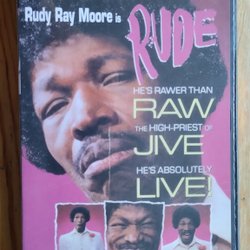 Rudy Ray Moore is
RUDE
HE'S RAWER THAN
RAW
THE HIGH-PRIEST OF
JIVE
HE'S ABSOLUTELY
LIVE!